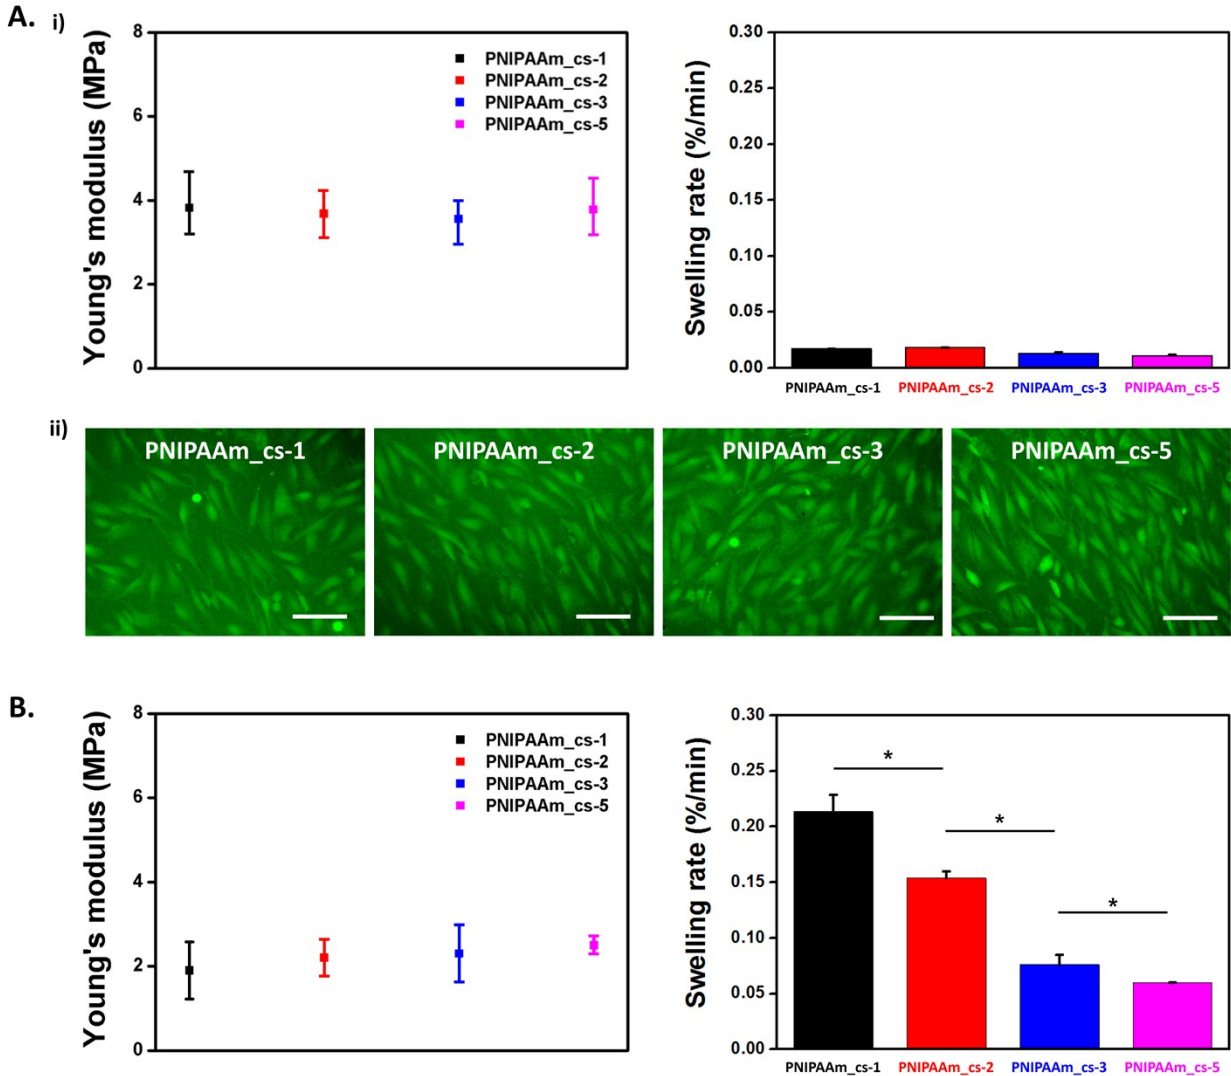 A. i)
Young's modulus (MPa)
8
6
4
2
0
PNIPAAm_cs-1
PNIPAAm_cs-2
PNIPAAm_cs-3
PNIPAAm_cs-5
Swelling rate (%/min)
0.30
0.25
0.20
0.15
0.10
0.05
0.00
PNIPAAm_cs-1 PNIPAAm_cs-2 PNIPAAm_cs-3 PNIPAAm_cs-5
ii)
PNIPAAm_cs-1
PNIPAAm_cs-2
PNIPAAm_cs-3
PNIPAAm_cs-5
B.
Young's modulus (MPa)
8
6
4
2
0
PNIPAAm_cs-1
PNIPAAm_cs-2
PNIPAAm_cs-3
PNIPAAm_cs-5
Swelling rate (%/min)
0.30
0.25
0.20
0.15
0.10
0.05
0.00
*
*
*
PNIPAAm_cs-1 PNIPAAm_cs-2 PNIPAAm_cs-3 PNIPAAm_cs-5